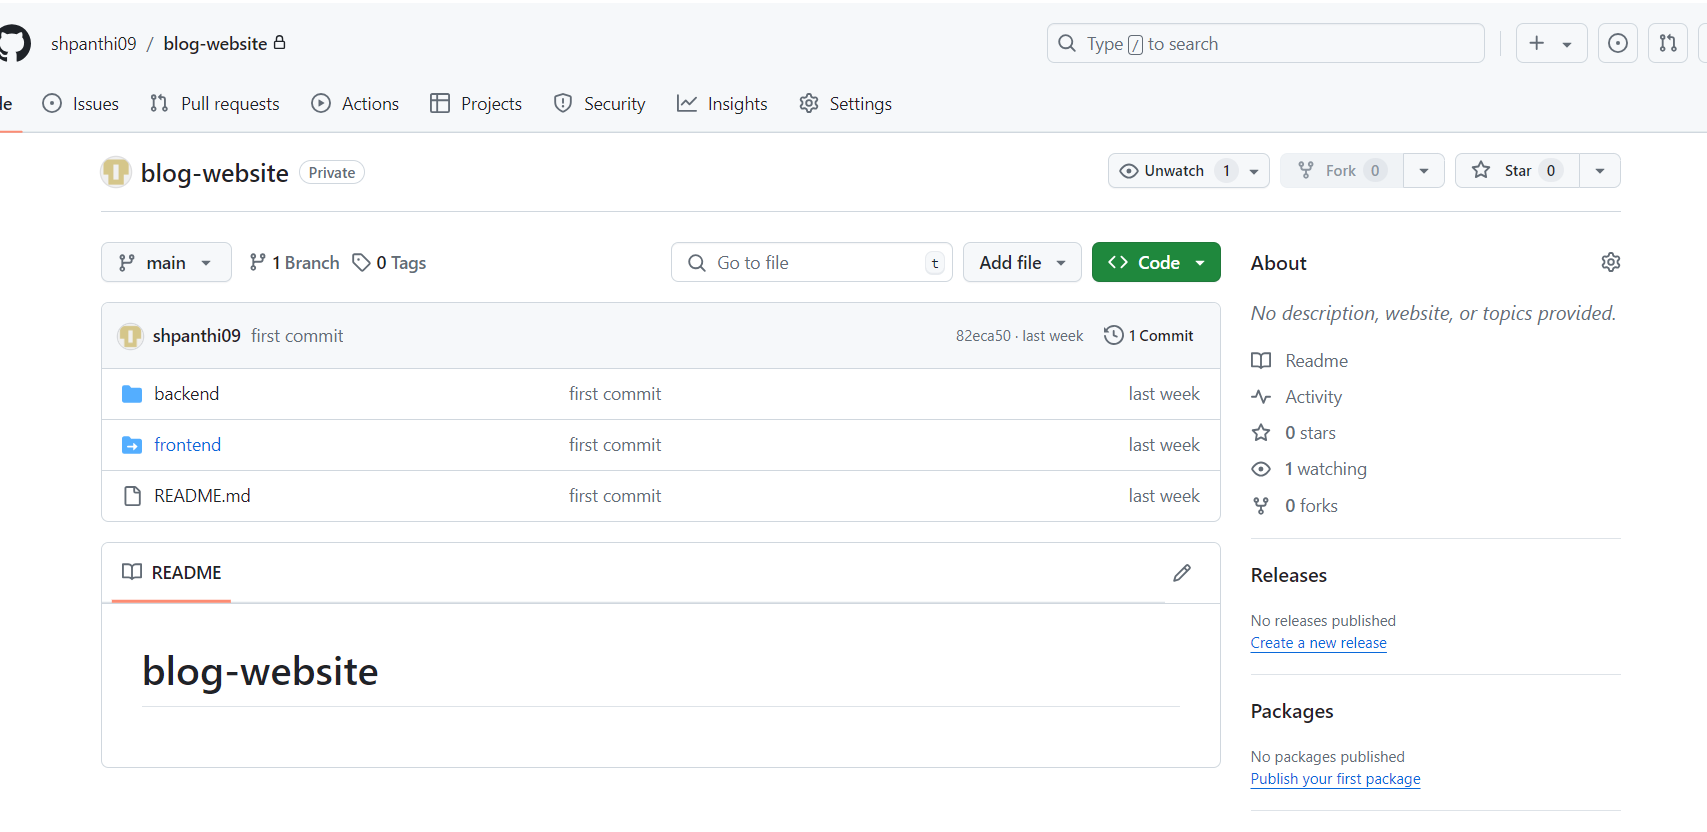 shpanthi09 / blog-website
Type / to search
Issues
Pull requests
Actions
Projects
Security
Insights
Settings
blog-website Private
Unwatch 1
Fork 0
Star 0
main
1 Branch
0 Tags
Go to file t
Add file
Code
shpanthi09 first commit
82eca50 · last week
1 Commit
backend first commit last week
frontend first commit last week
README.md first commit last week
README
blog-website
About
No description, website, or topics provided.
Readme
Activity
0 stars
1 watching
0 forks
Releases
No releases published
Create a new release
Packages
No packages published
Publish your first package